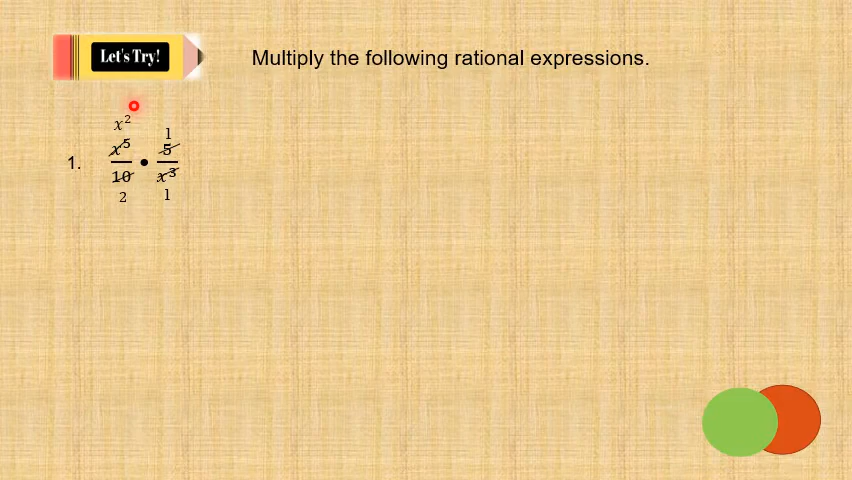 Let's Try!
Multiply the following rational expressions.
x² 1
1. x⁵/10 • 5/x³
2 1